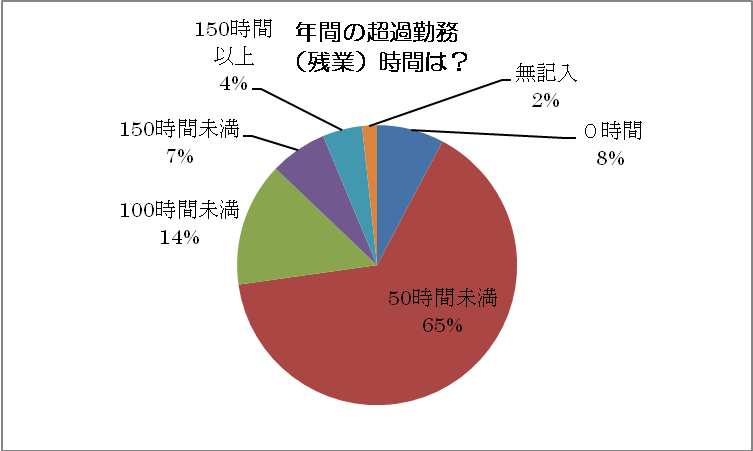 年間の超過勤務
（残業）時間は？
無記入
2%
０時間
8%
50時間未満
65%
100時間未満
14%
150時間未満
7%
150時間
以上
4%